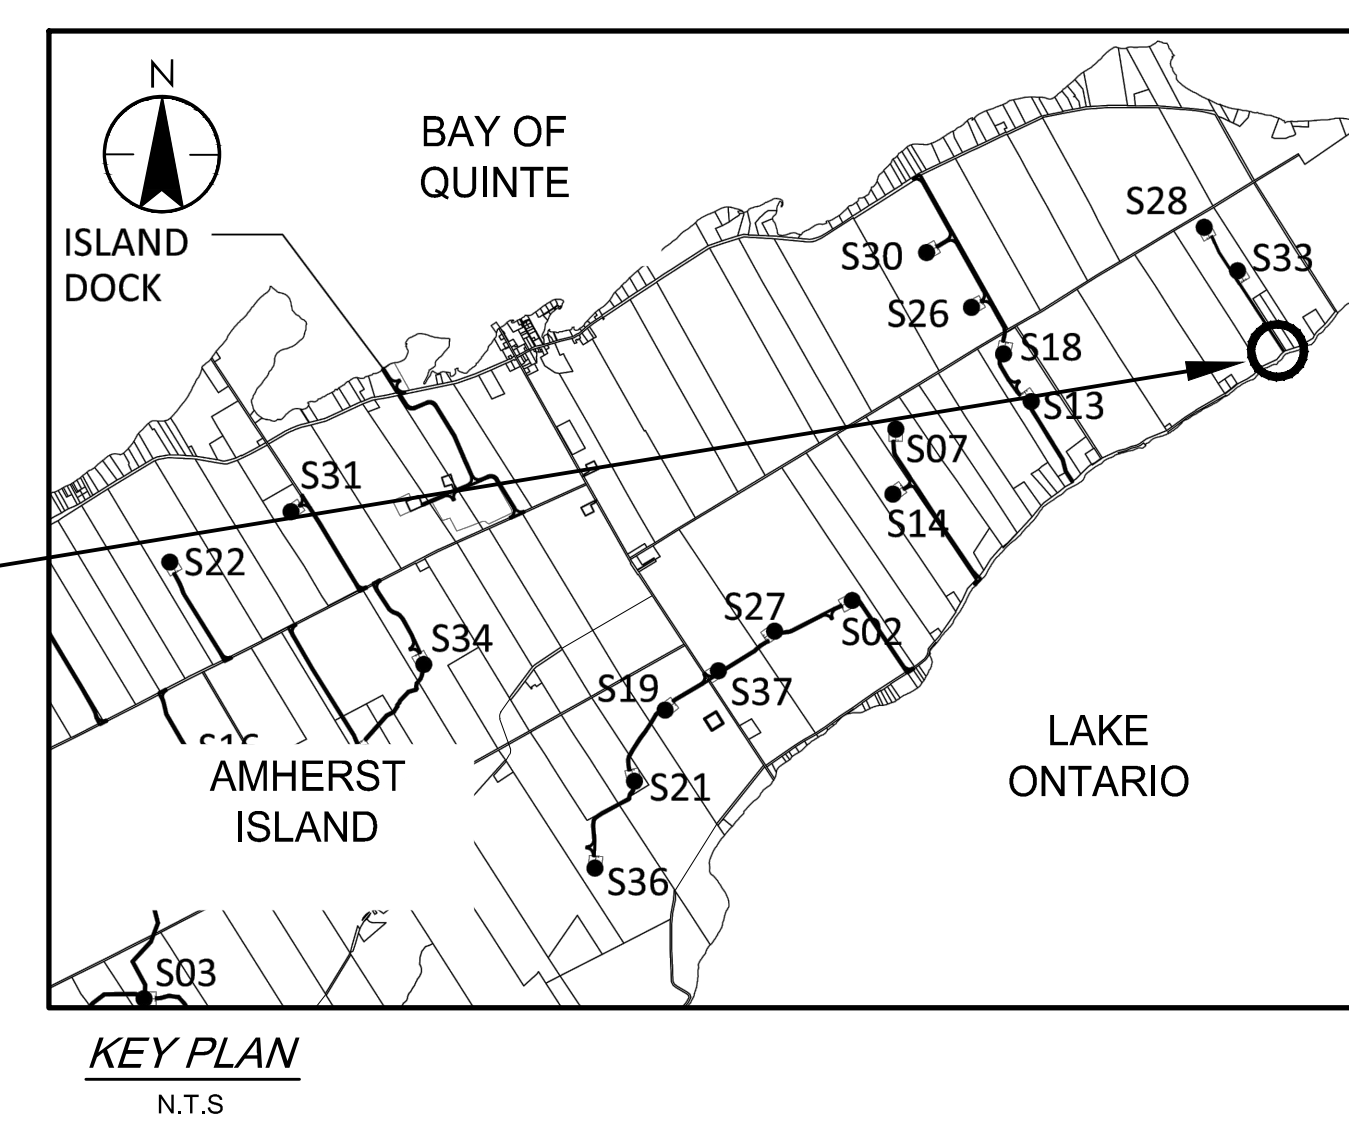 N
BAY OF
QUINTE
ISLAND
DOCK
S28
S30
S33
S26
S18
S13
S07
S31
S14
S22
S27
S02
S34
S19
S37
LAKE
ONTARIO
AMHERST
ISLAND
S21
S36
S03
KEY PLAN
N.T.S